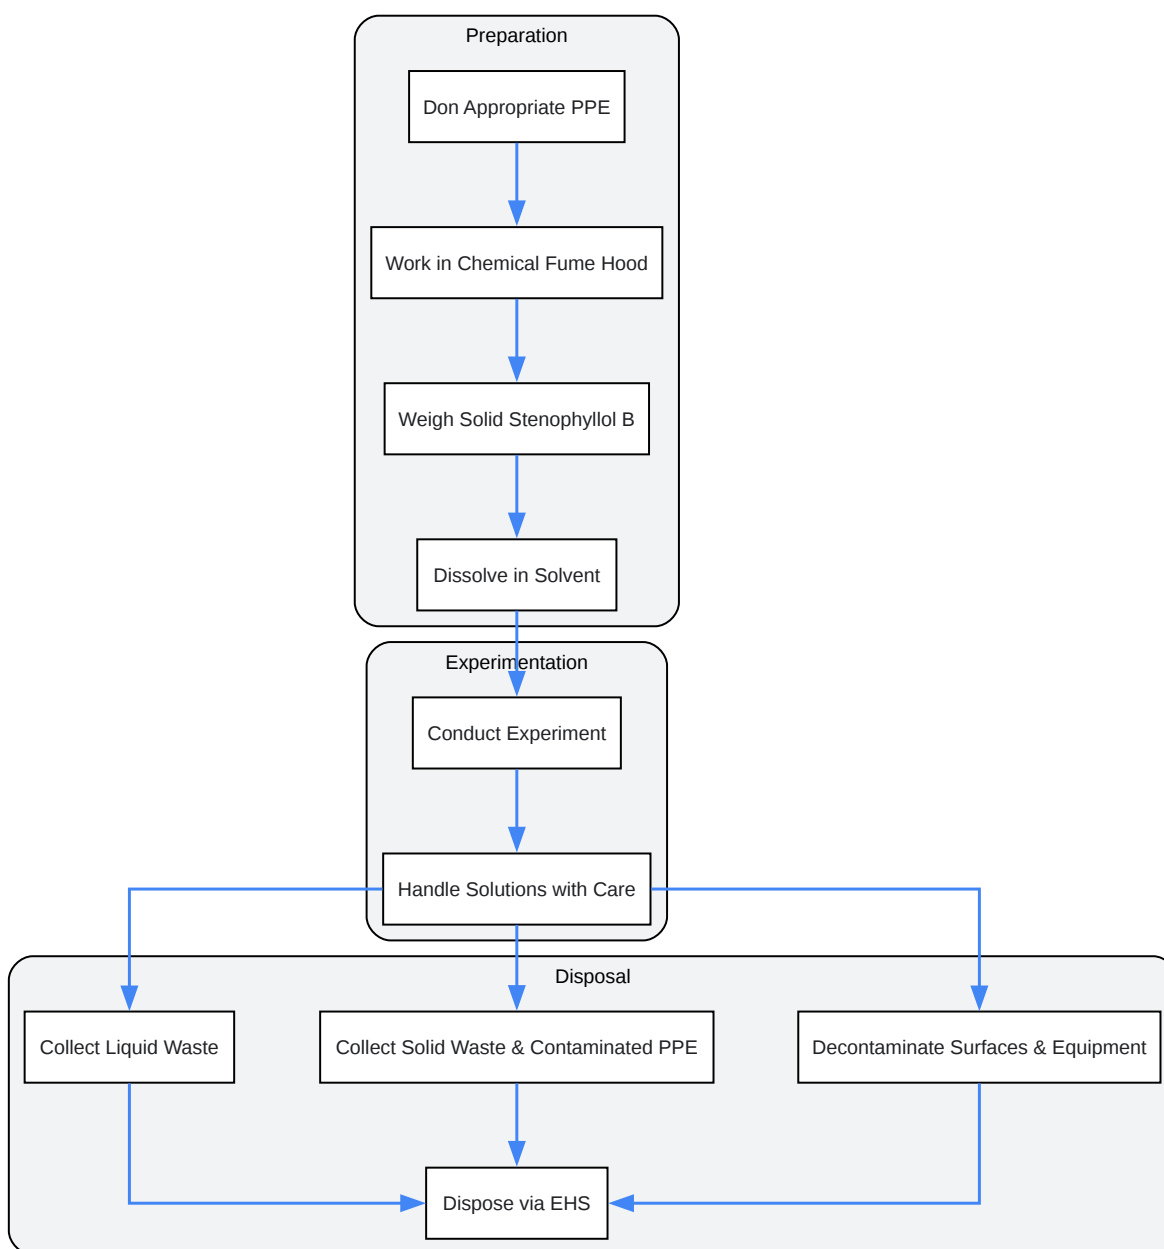 Preparation
Don Appropriate PPE
Work in Chemical Fume Hood
Weigh Solid Stenophyllol B
Dissolve in Solvent
Experimentation
Conduct Experiment
Handle Solutions with Care
Disposal
Collect Liquid Waste
Collect Solid Waste & Contaminated PPE
Decontaminate Surfaces & Equipment
Dispose via EHS